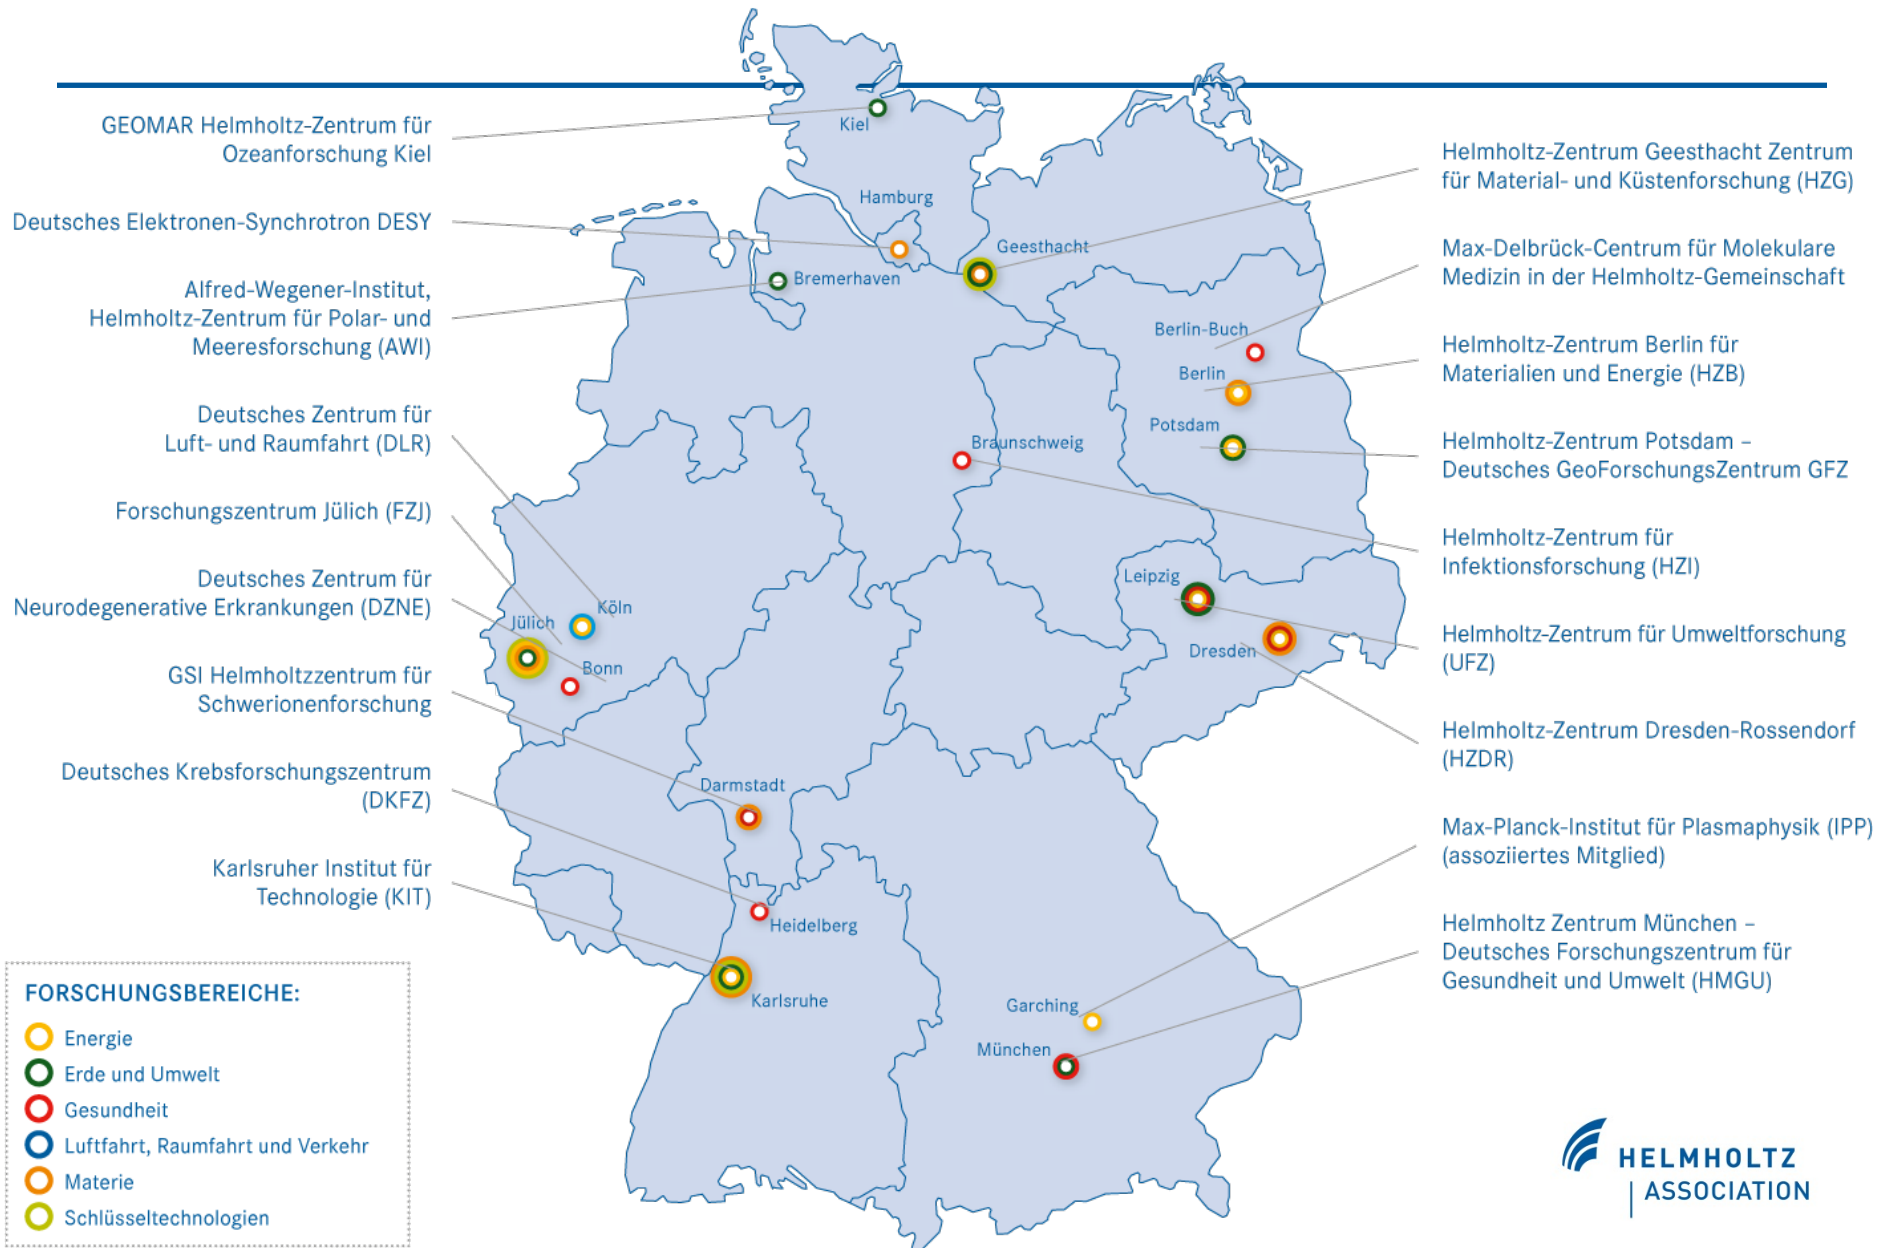 GEOMAR Helmholtz-Zentrum für
Ozeanforschung Kiel
Deutsches Elektronen-Synchrotron DESY
Alfred-Wegener-Institut,
Helmholtz-Zentrum für Polar- und
Meeresforschung (AWI)
Deutsches Zentrum für
Luft- und Raumfahrt (DLR)
Forschungszentrum Jülich (FZJ)
Deutsches Zentrum für
Neurodegenerative Erkrankungen (DZNE)
GSI Helmholtzzentrum für
Schwerionenforschung
Deutsches Krebsforschungszentrum
(DKFZ)
Karlsruher Institut für
Technologie (KIT)
Kiel
Hamburg
Geesthacht
Bremerhaven
Berlin-Buch
Berlin
Potsdam
Braunschweig
Leipzig
Köln
Jülich
Dresden
Bonn
Darmstadt
Heidelberg
Karlsruhe
Garching
München
Helmholtz-Zentrum Geesthacht Zentrum
für Material- und Küstenforschung (HZG)
Max-Delbrück-Centrum für Molekulare
Medizin in der Helmholtz-Gemeinschaft
Helmholtz-Zentrum Berlin für
Materialien und Energie (HZB)
Helmholtz-Zentrum Potsdam –
Deutsches GeoForschungsZentrum GFZ
Helmholtz-Zentrum für
Infektionsforschung (HZI)
Helmholtz-Zentrum für Umweltforschung
(UFZ)
Helmholtz-Zentrum Dresden-Rossendorf
(HZDR)
Max-Planck-Institut für Plasmaphysik (IPP)
(assoziiertes Mitglied)
Helmholtz Zentrum München –
Deutsches Forschungszentrum für
Gesundheit und Umwelt (HMGU)
FORSCHUNGSBEREICHE:
Energie
Erde und Umwelt
Gesundheit
Luftfahrt, Raumfahrt und Verkehr
Materie
Schlüsseltechnologien
HELMHOLTZ
ASSOCIATION